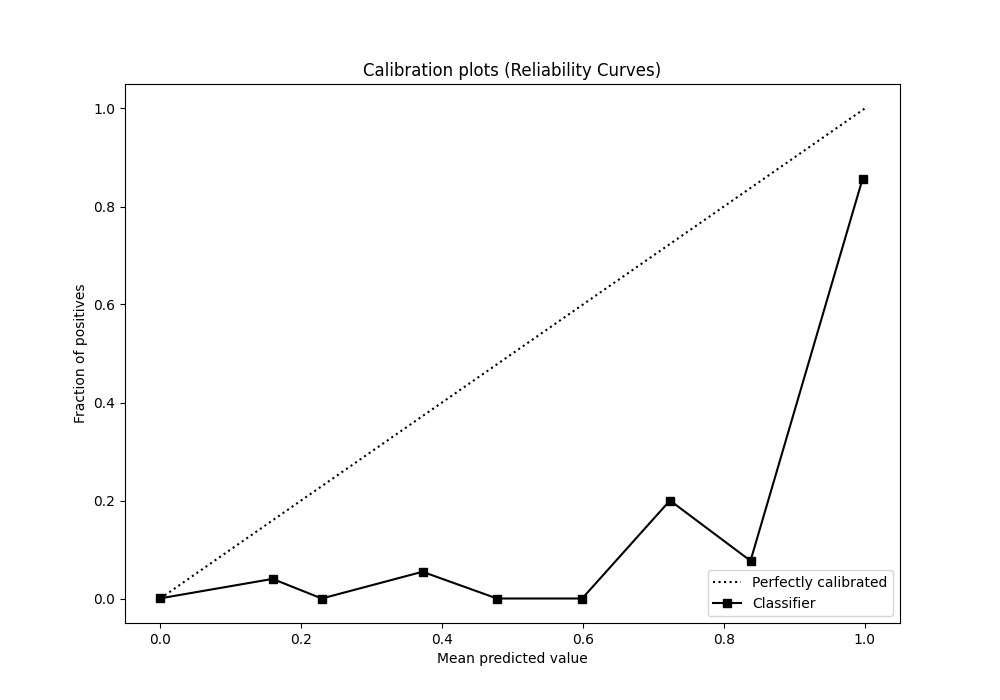 Calibration plots (Reliability Curves)
1.0
0.8
0.6
0.4
0.2
0.0
Fraction of positives
0.0 0.2 0.4 0.6 0.8 1.0
Mean predicted value
Perfectly calibrated
Classifier